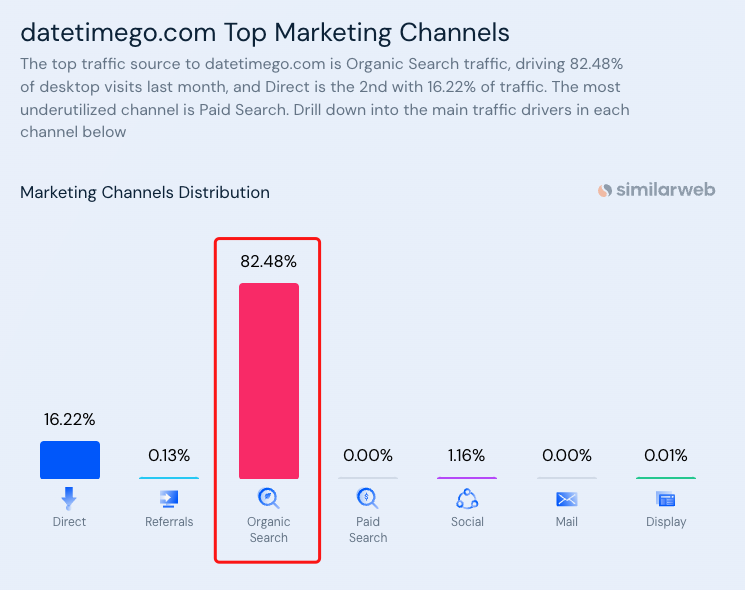 datetimego.com Top Marketing Channels
The top traffic source to datetimego.com is Organic Search traffic, driving 82.48%
of desktop visits last month, and Direct is the 2nd with 16.22% of traffic. The most
underutilized channel is Paid Search. Drill down into the main traffic drivers in each
channel below
Marketing Channels Distribution
similarweb
16.22%
0.13%
82.48%
0.00%
1.16%
0.00%
0.01%
Direct
Referrals
Organic
Search
Paid
Search
Social
Mail
Display